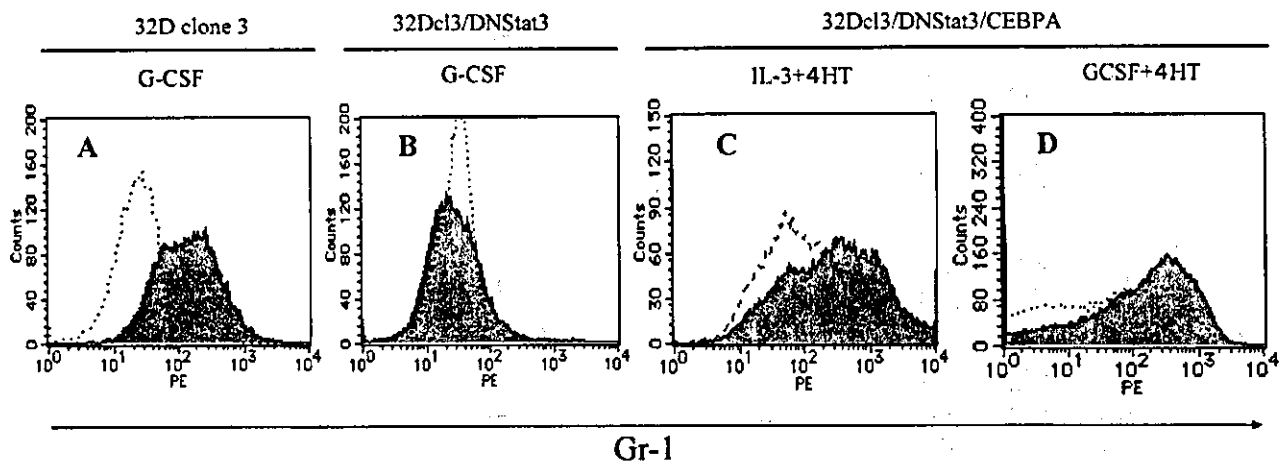 32D clone 3
32Dcl3/DNStat3
32Dcl3/DNStat3/CEBPA
G-CSF
G-CSF
IL-3+4HT
GCSF+4HT
A
Counts
0 40 80 120 160 200
10^0 10^1 10^2 10^3 10^4
PE
B
Counts
0 40 80 120 160 200
10^0 10^1 10^2 10^3 10^4
PE
C
Counts
0 30 60 90 120 150
10^0 10^1 10^2 10^3 10^4
PE
D
Counts
0 80 160 240 320 400
10^0 10^1 10^2 10^3 10^4
PE
Gr-1